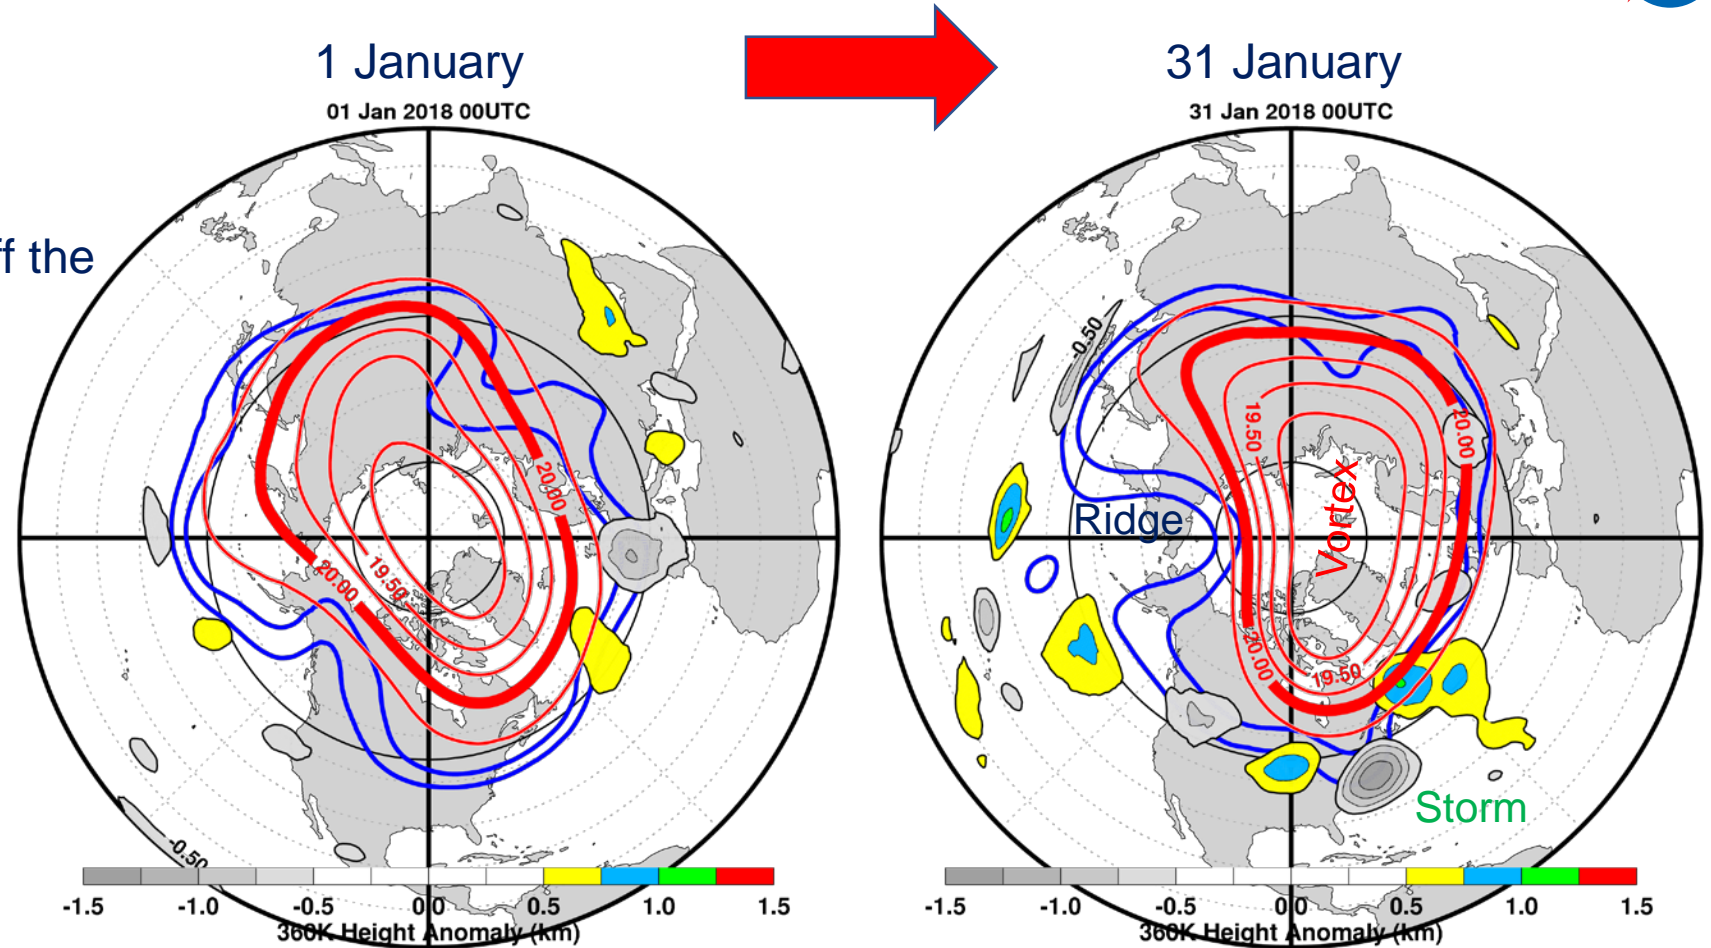 1 January
31 January
01 Jan 2018 00UTC
31 Jan 2018 00UTC
ff the
20.00
20.00
19.50
-0.50
-0.50
19.50
20.00
Ridge
Vortex
20.00
19.50
Storm
-1.5 -1.0 -0.5 0.0 0.5 1.0 1.5
360K Height Anomaly (km)
-1.5 -1.0 -0.5 0.0 0.5 1.0 1.5
360K Height Anomaly (km)